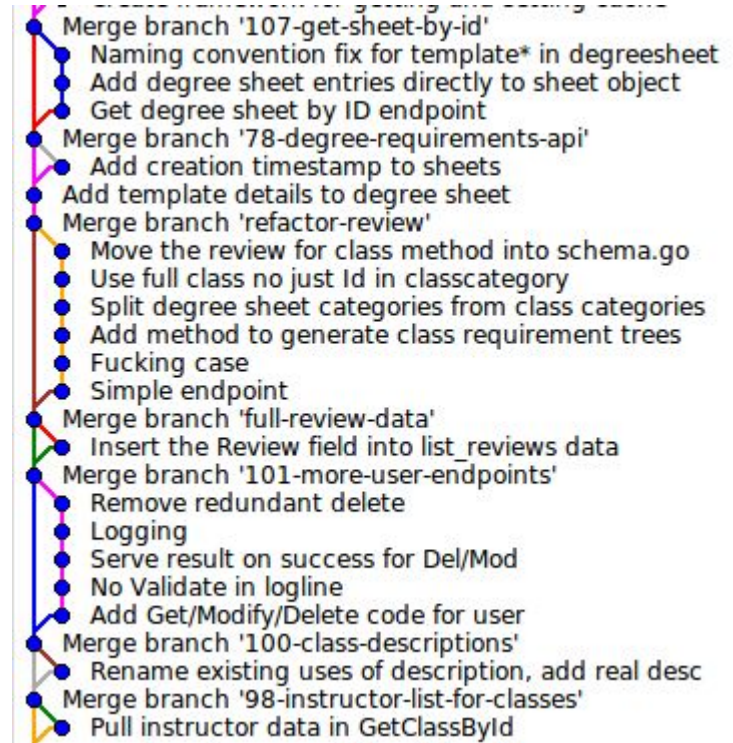 Create framework for getting and setting cache
Merge branch '107-get-sheet-by-id'
Naming convention fix for template* in degreesheet
Add degree sheet entries directly to sheet object
Get degree sheet by ID endpoint
Merge branch '78-degree-requirements-api'
Add creation timestamp to sheets
Add template details to degree sheet
Merge branch 'refactor-review'
Move the review for class method into schema.go
Use full class no just Id in classcategory
Split degree sheet categories from class categories
Add method to generate class requirement trees
Fucking case
Simple endpoint
Merge branch 'full-review-data'
Insert the Review field into list_reviews data
Merge branch '101-more-user-endpoints'
Remove redundant delete
Logging
Serve result on success for Del/Mod
No Validate in logline
Add Get/Modify/Delete code for user
Merge branch '100-class-descriptions'
Rename existing uses of description, add real desc
Merge branch '98-instructor-list-for-classes'
Pull instructor data in GetClassById